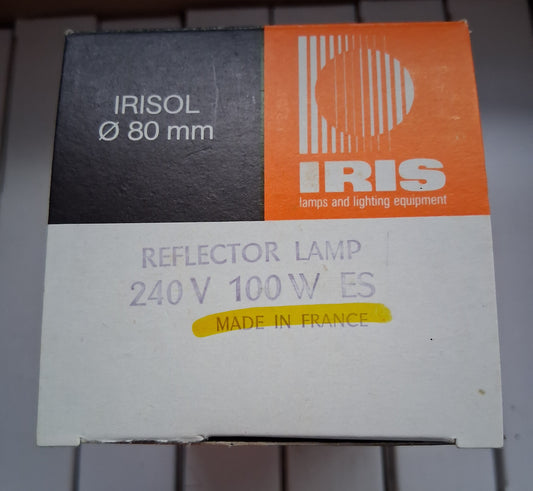 IRISOL
Ø 80 mm
IRIS
lamps and lighting equipment
REFLECTOR LAMP
240 V 100 W ES
MADE IN FRANCE